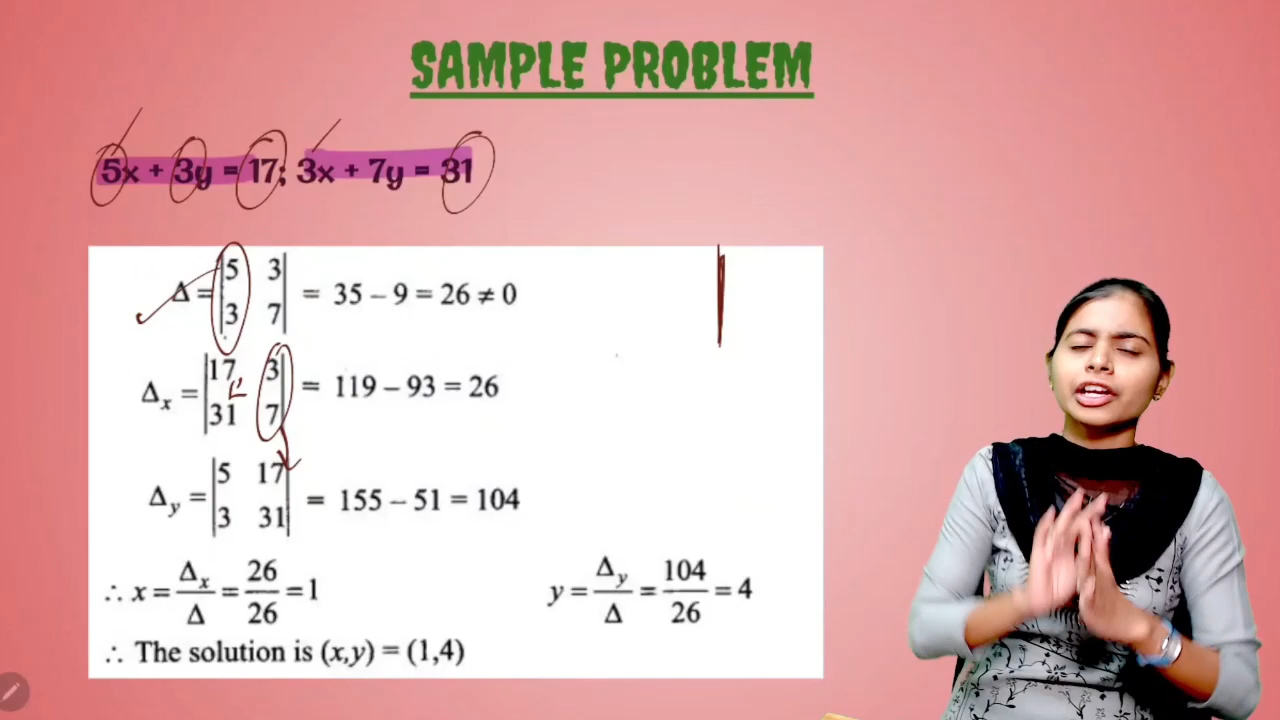 SAMPLE PROBLEM
5x + 3y = 17; 3x + 7y = 31
Δ = |5 3| = 35 – 9 = 26 ≠ 0
|3 7|
Δx = |17 3| = 119 – 93 = 26
|31 7|
Δy = |5 17| = 155 – 51 = 104
|3 31|
∴ x = Δx/Δ = 26/26 = 1 y = Δy/Δ = 104/26 = 4
∴ The solution is (x,y) = (1,4)